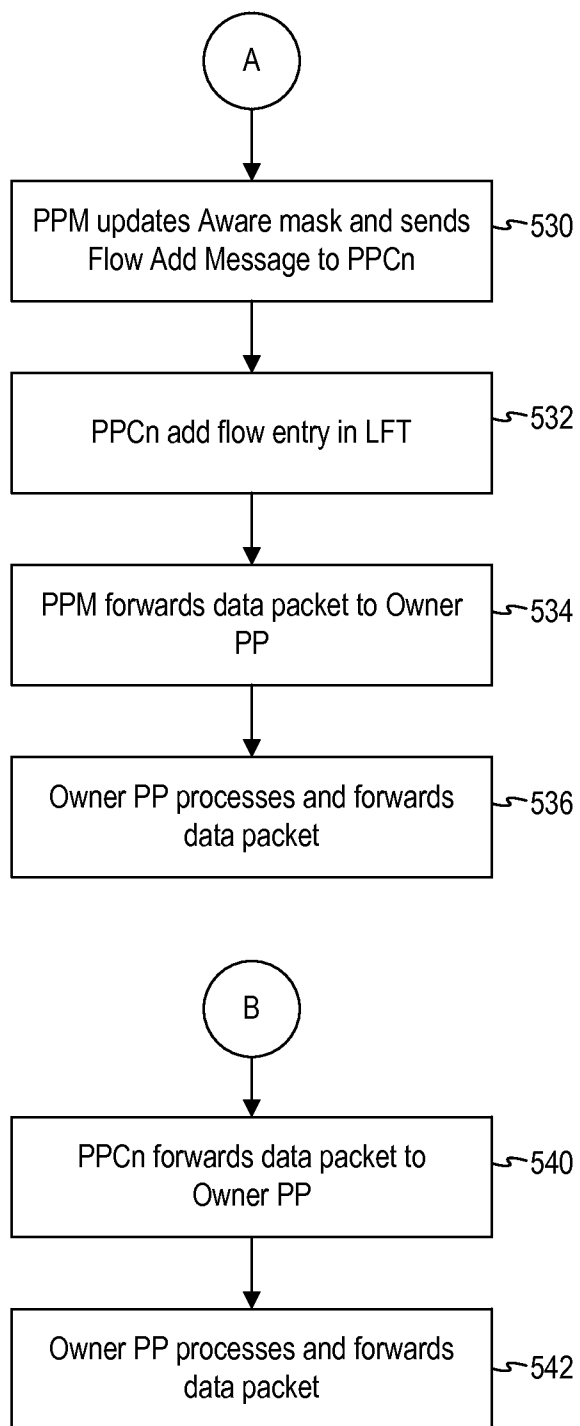 A
PPM updates Aware mask and sends
Flow Add Message to PPCn
530
PPCn add flow entry in LFT
532
PPM forwards data packet to Owner
PP
534
Owner PP processes and forwards
data packet
536
B
PPCn forwards data packet to
Owner PP
540
Owner PP processes and forwards
data packet
542